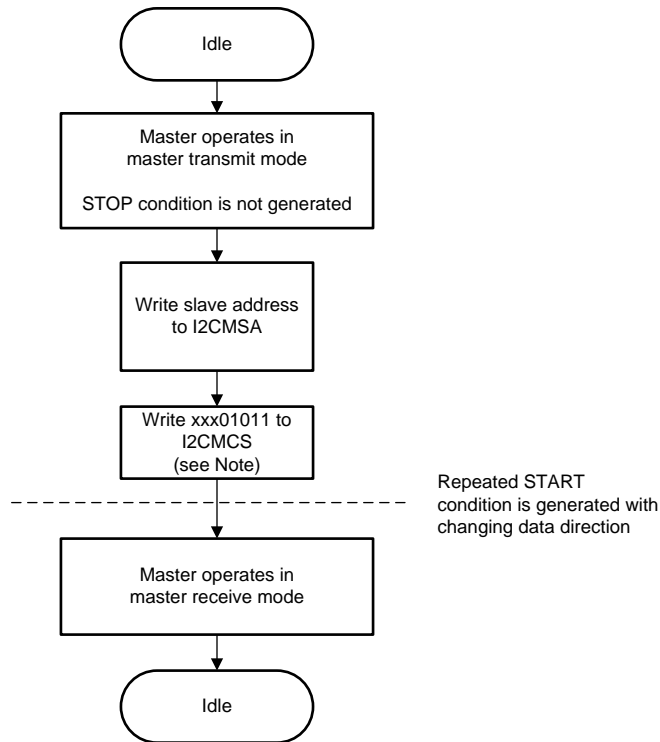 Idle
Master operates in
master transmit mode
STOP condition is not generated
Write slave address
to I2CMSA
Write xxx01011 to
I2CMCS
(see Note)
Repeated START
condition is generated with
changing data direction
Master operates in
master receive mode
Idle